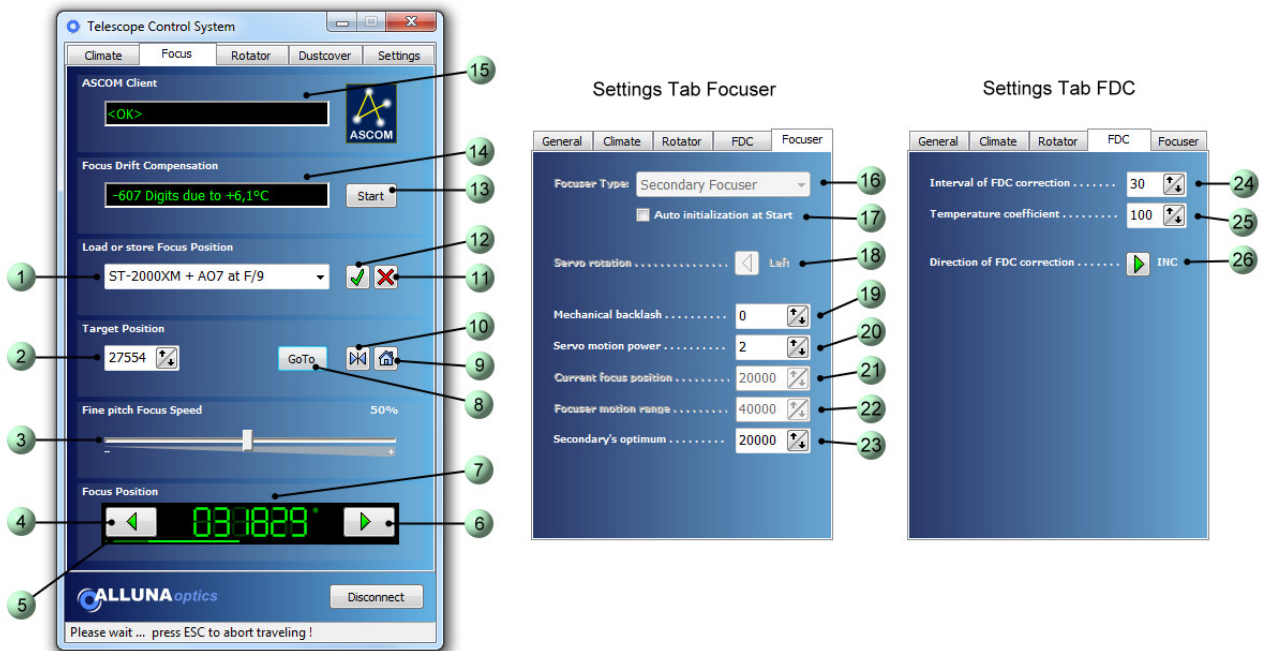 Telescope Control System
Climate Focus Rotator Dustcover Settings
ASCOM Client
<OK>
ASCOM
Focus Drift Compensation
-607 Digits due to +6,1°C
Start
Load or store Focus Position
ST-2000XM + AO7 at F/9
Target Position
27554
GoTo
Fine pitch Focus Speed 50%
- +
Focus Position
031829°
ALLUNA optics
Disconnect
Please wait ... press ESC to abort traveling !
1
2
3
4
5
15
14
13
12
11
10
9
8
7
6
Settings Tab Focuser
General Climate Rotator FDC Focuser
Focuser Type: Secondary Focuser 16
Auto initialization at Start 17
Servo rotation ............... Left 18
Mechanical backlash .......... 0 19
Servo motion power .......... 2 20
Current focus position ........ 20000 21
Focuser motion range ......... 40000 22
Secondary's optimum ......... 20000 23
Settings Tab FDC
General Climate Rotator FDC Focuser
Interval of FDC correction ....... 30 24
Temperature coefficient ......... 100 25
Direction of FDC correction ....... INC 26